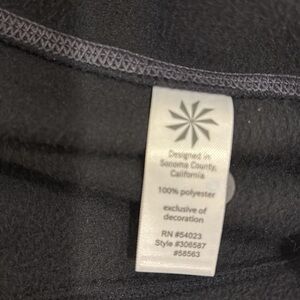 Designed in
Sonoma County,
California
100% polyester
exclusive of
decoration
RN #54023
Style #306587
#58563